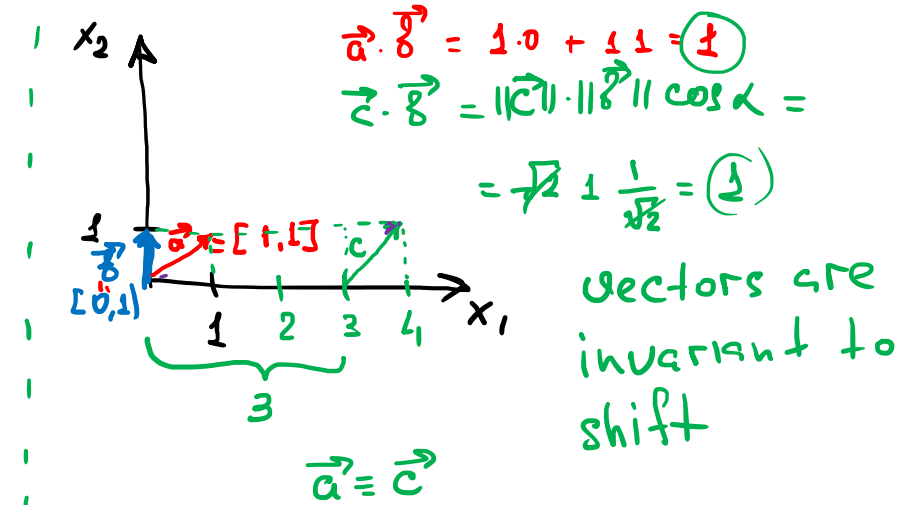 x₂
a⃗ · b⃗ = 1·0 + 1 1 = 1
c⃗ · b⃗ = ||c⃗||·||b⃗|| cos α =
= √2 1 1/√2 = 1
1
a⃗ = [1,1]
c
b⃗
[0,1)
1 2 3 4
x₁
3
vectors are
invariant to
shift
a⃗ ≡ c⃗